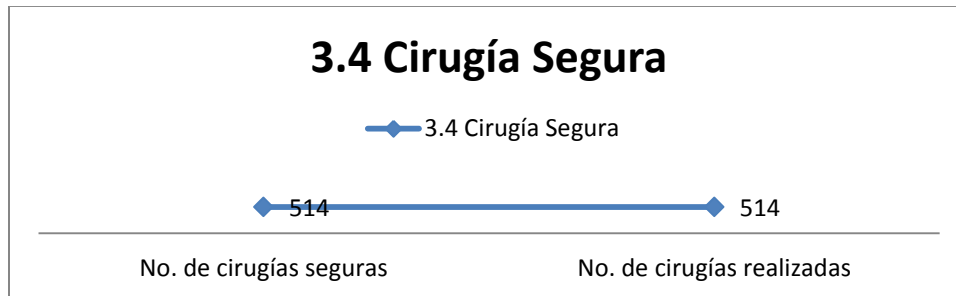 3.4 Cirugía Segura
3.4 Cirugía Segura
514 514
No. de cirugías seguras No. de cirugías realizadas